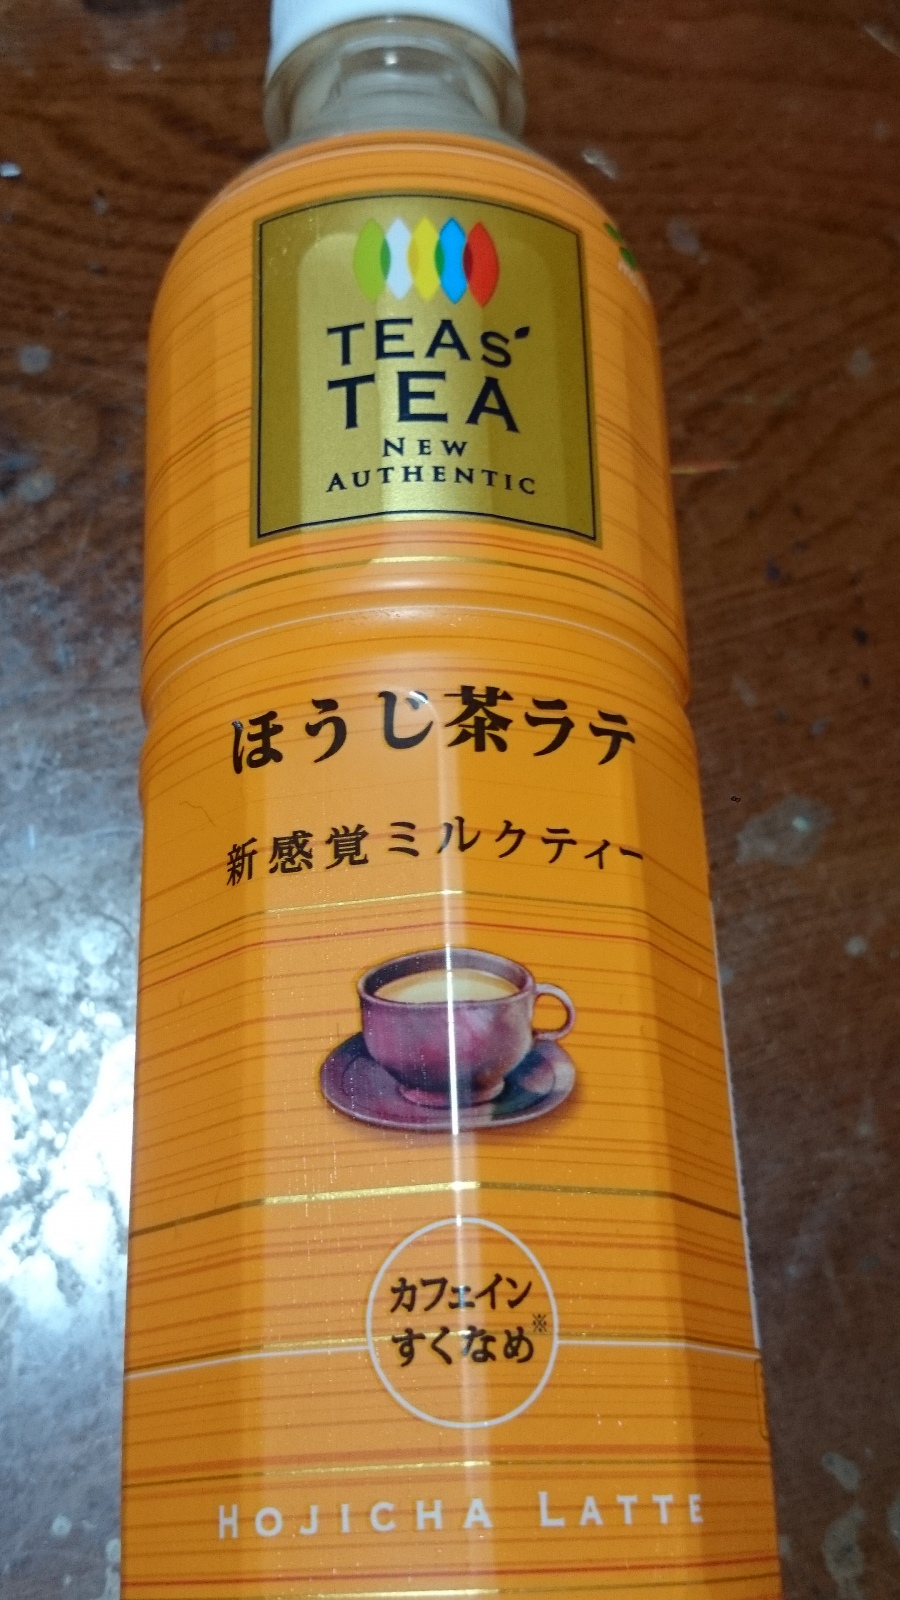 TEAs'
TEA
NEW
AUTHENTIC
ほうじ茶ラテ
新感覚ミルクティー
カフェイン
すくなめ※
HOJICHA LATTE